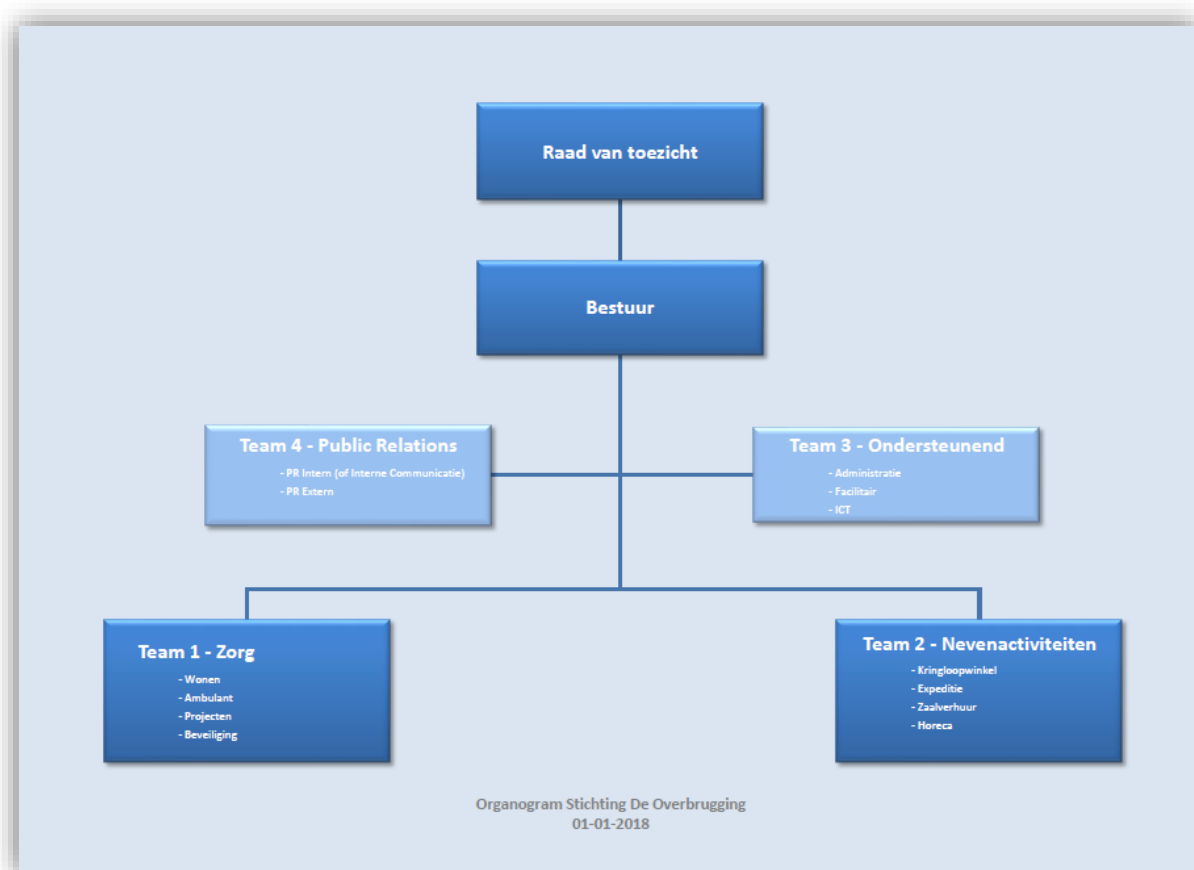 Raad van toezicht
Bestuur
Team 4 - Public Relations
- PR Intern (of Interne Communicatie)
- PR Extern
Team 3 - Ondersteunend
- Administratie
- Facilitair
- ICT
Team 1 - Zorg
- Wonen
- Ambulant
- Projecten
- Beveiliging
Team 2 - Nevenactiviteiten
- Kringloopwinkel
- Expeditie
- Zaalverhuur
- Horeca
Organogram Stichting De Overbrugging
01-01-2018